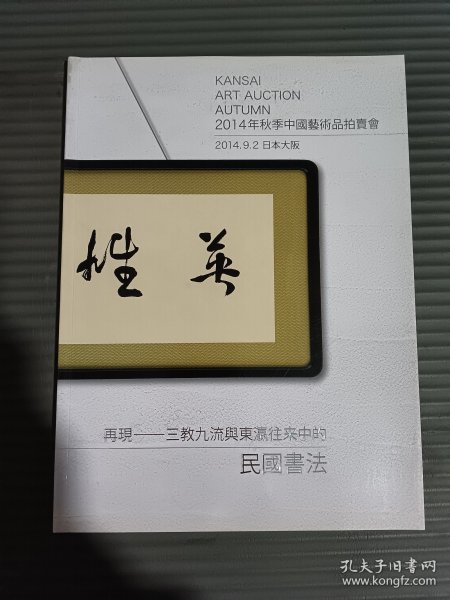 KANSAI
ART AUCTION
AUTUMN
2014年秋季中國藝術品拍賣會
2014.9.2 日本大阪
再現——三教九流與東瀛往來中的
民國書法
孔夫子旧书网
www.kongfz.com